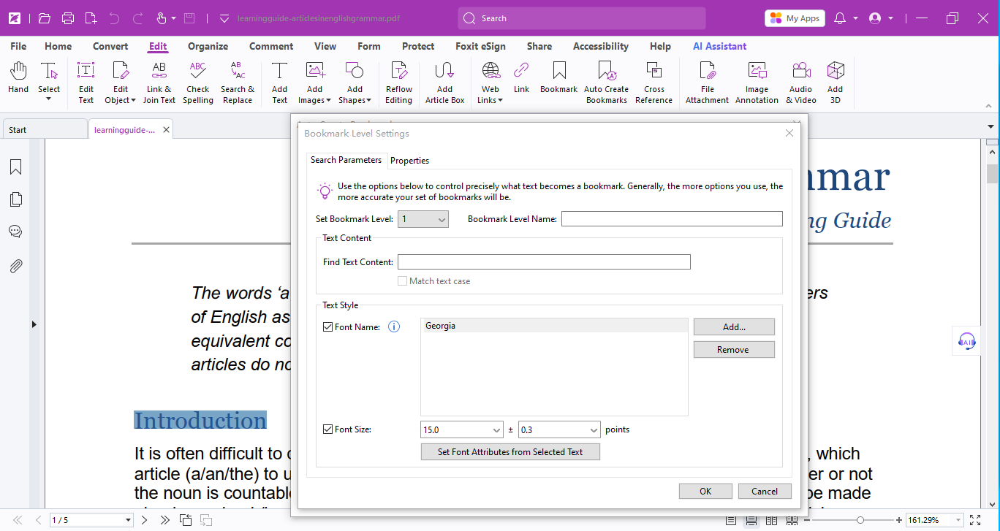 learningguide-articlesinenglishgrammar.pdf
Search
My Apps
File Home Convert Edit Organize Comment View Form Protect Foxit eSign Share Accessibility Help AI Assistant
Hand Select Edit Text Edit Object Link & Join Text Check Spelling Search & Replace Add Text Add Images Add Shapes Reflow Editing Add Article Box Web Links Link Bookmark Auto Create Bookmarks Cross Reference File Attachment Image Annotation Audio & Video Add 3D
Start
learningguide-...
Bookmark Level Settings
Search Parameters Properties
Use the options below to control precisely what text becomes a bookmark. Generally, the more options you use, the
more accurate your set of bookmarks will be.
Set Bookmark Level: 1 Bookmark Level Name:
Text Content
Find Text Content:
Match text case
Text Style
Font Name: Georgia Add...
Remove
Font Size: 15.0 ± 0.3 points
Set Font Attributes from Selected Text
OK Cancel
mmar
ng Guide
The words ‘a
ers
of English as
equivalent co
articles do no
Introduction
It is often difficult to
, which
article (a/an/the) to u
er or not
the noun is countabl
be made
AI
1 / 5
161.29%